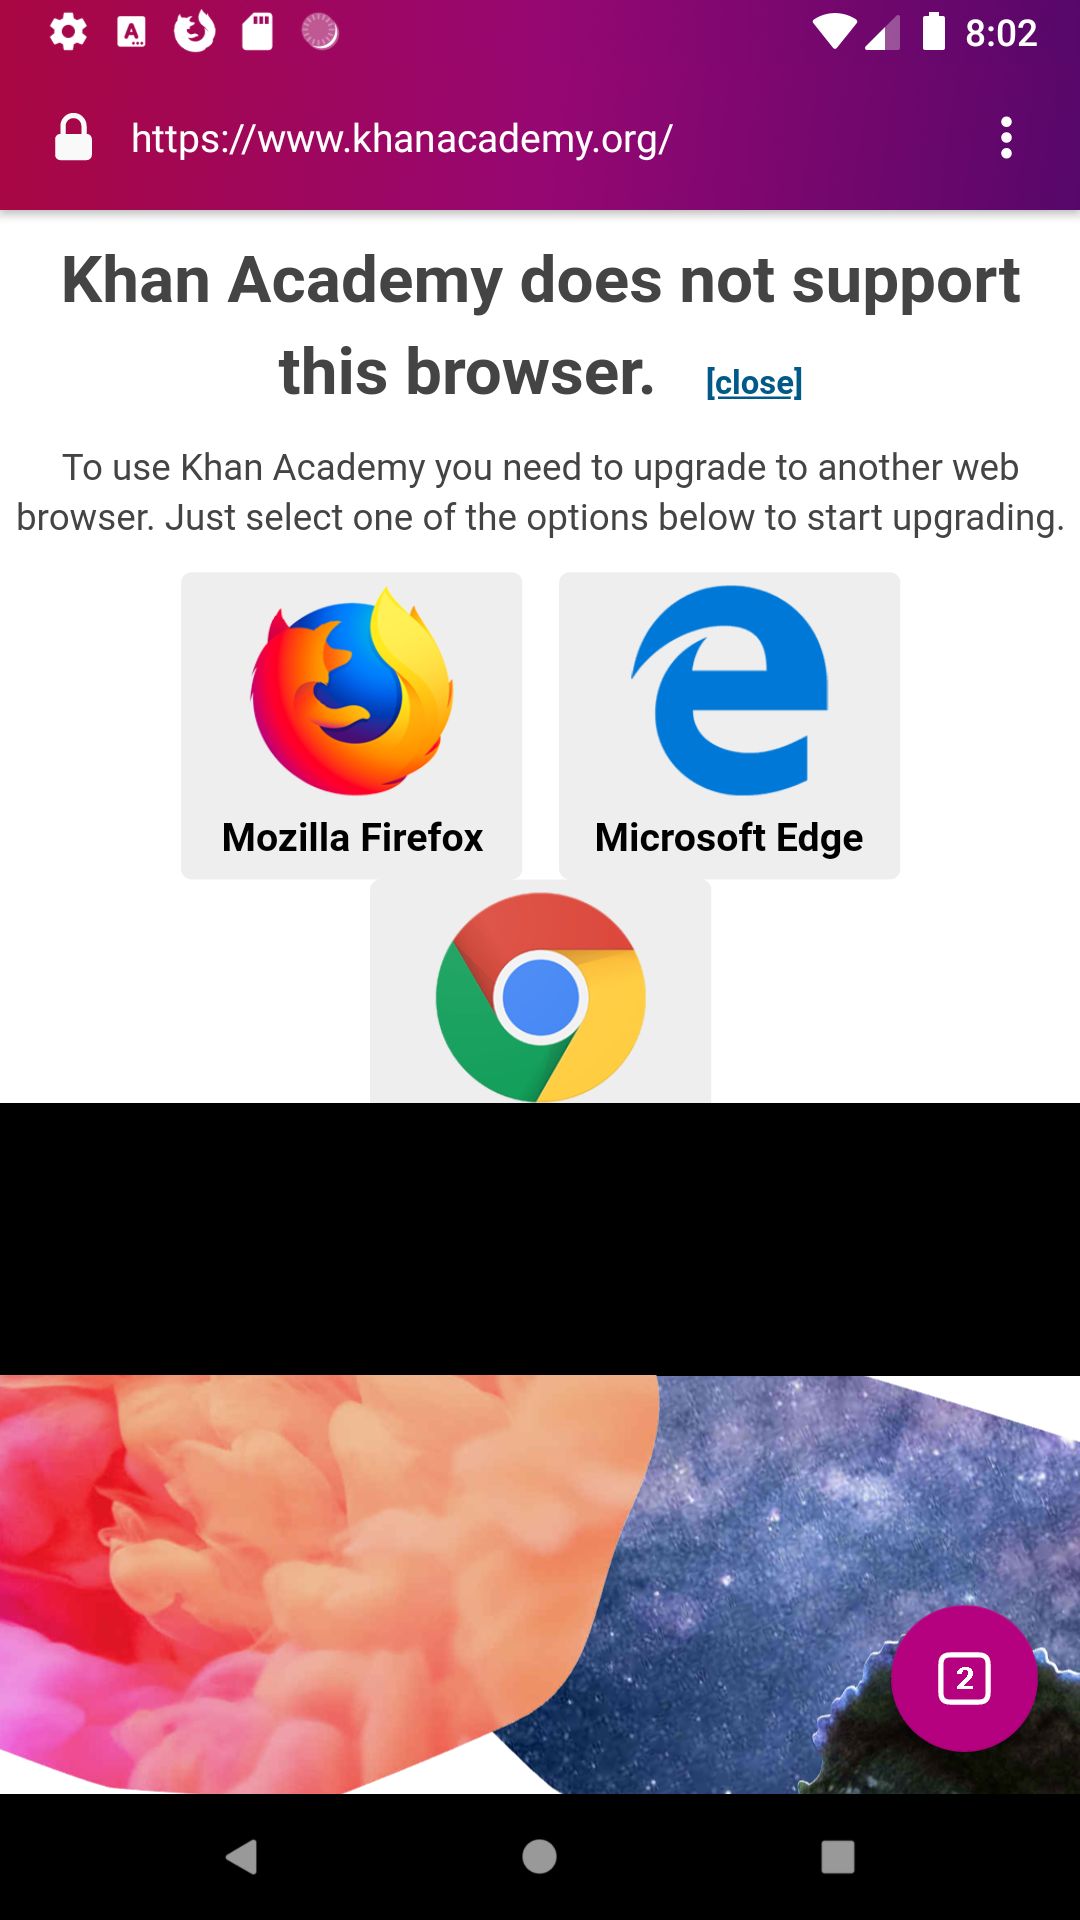 8:02
https://www.khanacademy.org/
Khan Academy does not support
this browser. [close]
To use Khan Academy you need to upgrade to another web
browser. Just select one of the options below to start upgrading.
Mozilla Firefox
Microsoft Edge
2